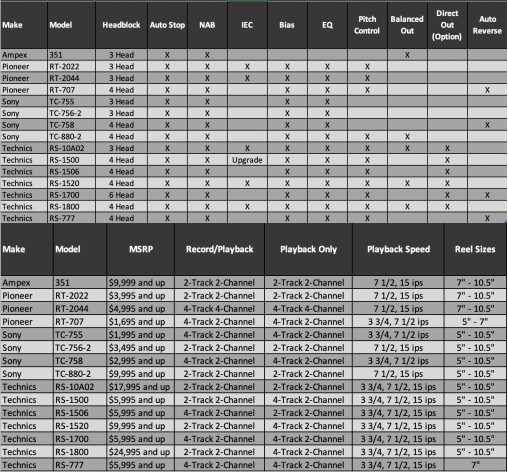 Make Model Headblock Auto Stop NAB IEC Bias EQ Pitch Control Balanced Out Direct Out (Option) Auto Reverse
Ampex 351 3 Head X X X
Pioneer RT-2022 3 Head X X X X X X
Pioneer RT-2044 3 Head X X X X X X
Pioneer RT-707 4 Head X X X X X X
Sony TC-755 3 Head X X X X
Sony TC-756-2 3 Head X X X X
Sony TC-758 4 Head X X X X X
Sony TC-880-2 4 Head X X X X X X
Technics RS-10A02 3 Head X X X X X X X X
Technics RS-1500 4 Head X X Upgrade X X X X
Technics RS-1506 4 Head X X X X X X
Technics RS-1520 4 Head X X X X X X X X
Technics RS-1700 6 Head X X X X X X X
Technics RS-1800 4 Head X X X X X X X X
Technics RS-777 4 Head X X X X X X
Make Model MSRP Record/Playback Playback Only Playback Speed Reel Sizes
Ampex 351 $9,999 and up 2-Track 2-Channel 2-Track 2-Channel 7 1/2, 15 ips 7" - 10.5"
Pioneer RT-2022 $3,995 and up 2-Track 2-Channel 2-Track 2-Channel 7 1/2, 15 ips 7" - 10.5"
Pioneer RT-2044 $4,995 and up 4-Track 4-Channel 4-Track 4-Channel 7 1/2, 15 ips 7" - 10.5"
Pioneer RT-707 $1,695 and up 4-Track 2-Channel 4-Track 2-Channel 3 3/4, 7 1/2 ips 5" - 7"
Sony TC-755 $1,995 and up 4-Track 2-Channel 4-Track 2-Channel 3 3/4, 7 1/2 ips 5" - 10.5"
Sony TC-756-2 $3,495 and up 2-Track 2-Channel 2-Track 2-Channel 7 1/2, 15 ips 5" - 10.5"
Sony TC-758 $2,995 and up 4-Track 2-Channel 4-Track 2-Channel 3 3/4, 7 1/2 ips 5" - 10.5"
Sony TC-880-2 $9,995 and up 2-Track 2-Channel 4-Track 2-Channel 7 1/2, 15 ips 5" - 10.5"
Technics RS-10A02 $17,995 and up 2-Track 2-Channel 2-Track 2-Channel 3 3/4, 7 1/2, 15 ips 5" - 10.5"
Technics RS-1500 $5,995 and up 2-Track 2-Channel 4-Track 2-Channel 3 3/4, 7 1/2, 15 ips 5" - 10.5"
Technics RS-1506 $5,995 and up 4-Track 2-Channel 2-Track 2-Channel 3 3/4, 7 1/2, 15 ips 5" - 10.5"
Technics RS-1520 $9,995 and up 2-Track 2-Channel 4-Track 2-Channel 3 3/4, 7 1/2, 15 ips 5" - 10.5"
Technics RS-1700 $5,995 and up 4-Track 2-Channel 4-Track 2-Channel 3 3/4, 7 1/2, 15 ips 5" - 10.5"
Technics RS-1800 $24,995 and up 2-Track 2-Channel 4-Track 2-Channel 3 3/4, 7 1/2, 15 ips 5" - 10.5"
Technics RS-777 $5,995 and up 4-Track 2-Channel 4-Track 2-Channel 3 3/4, 7 1/2, 15 ips 7"